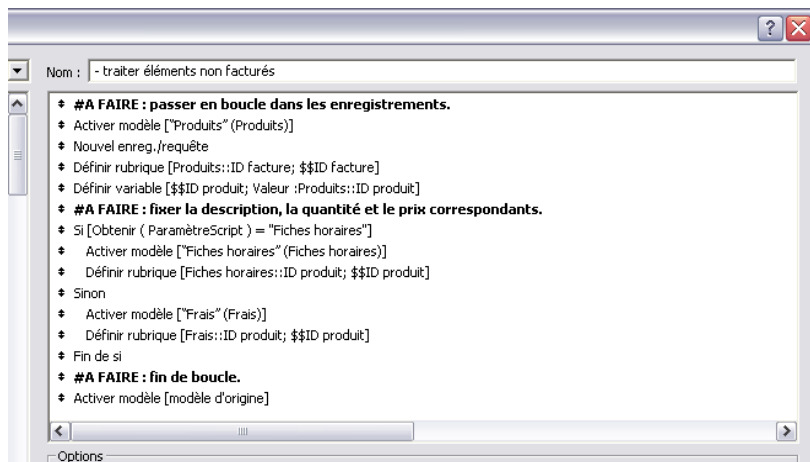 Nom : - traiter éléments non facturés
#A FAIRE : passer en boucle dans les enregistrements.
Activer modèle ["Produits" (Produits)]
Nouvel enreg./requête
Définir rubrique [Produits::ID facture; $$ID facture]
Définir variable [$$ID produit; Valeur :Produits::ID produit]
#A FAIRE : fixer la description, la quantité et le prix correspondants.
Si [Obtenir ( ParamètreScript ) = "Fiches horaires"]
Activer modèle ["Fiches horaires" (Fiches horaires)]
Définir rubrique [Fiches horaires::ID produit; $$ID produit]
Sinon
Activer modèle ["Frais" (Frais)]
Définir rubrique [Frais::ID produit; $$ID produit]
Fin de si
#A FAIRE : fin de boucle.
Activer modèle [modèle d'origine]
Options